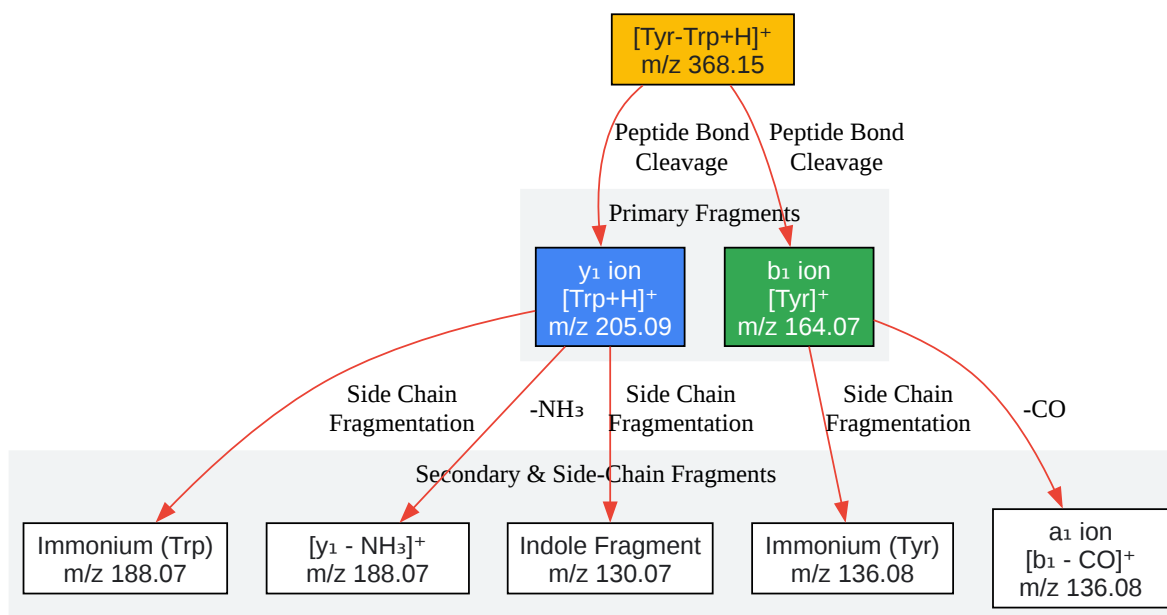 [Tyr-Trp+H]⁺
m/z 368.15
Peptide Bond
Cleavage
Peptide Bond
Cleavage
Primary Fragments
y₁ ion
[Trp+H]⁺
m/z 205.09
b₁ ion
[Tyr]⁺
m/z 164.07
Side Chain
Fragmentation
-NH₃
Side Chain
Fragmentation
Side Chain
Fragmentation
-CO
Secondary & Side-Chain Fragments
Immonium (Trp)
m/z 188.07
[y₁ - NH₃]⁺
m/z 188.07
Indole Fragment
m/z 130.07
Immonium (Tyr)
m/z 136.08
a₁ ion
[b₁ - CO]⁺
m/z 136.08